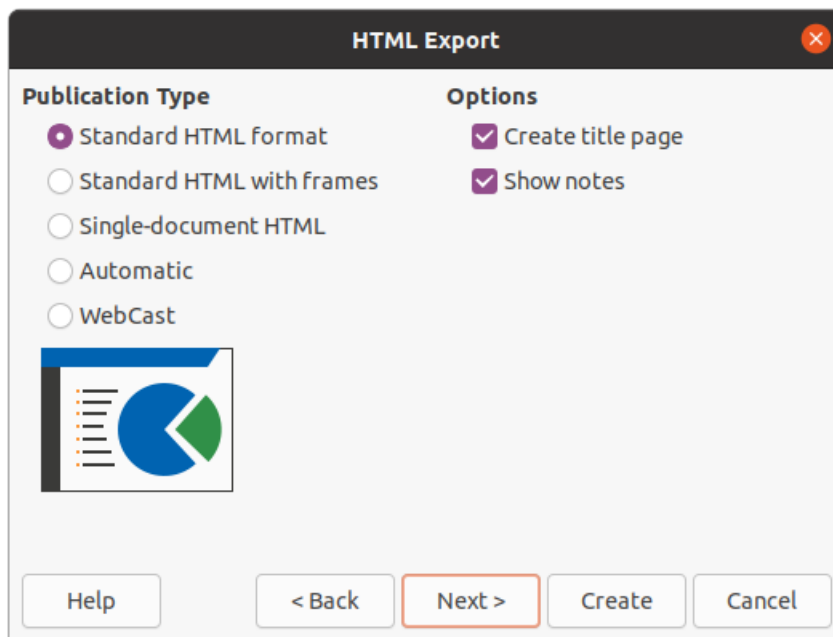 HTML Export
Publication Type
Standard HTML format
Standard HTML with frames
Single-document HTML
Automatic
WebCast
Options
Create title page
Show notes
Help
< Back
Next >
Create
Cancel